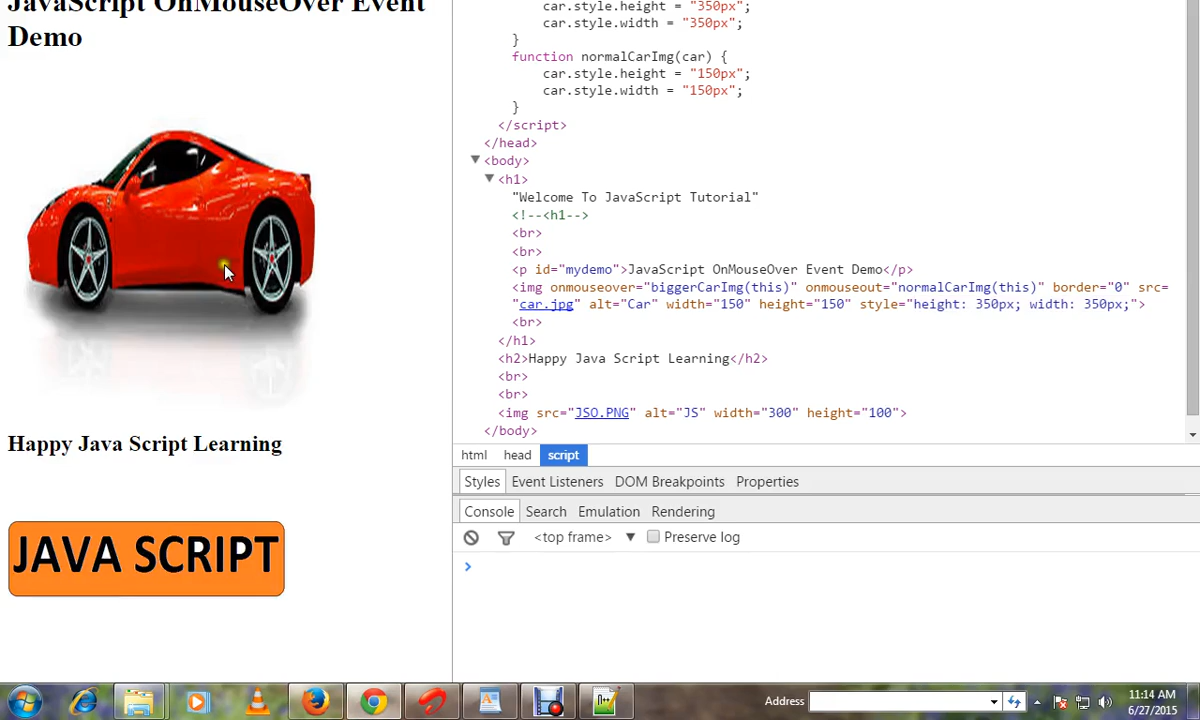 JavaScript OnMouseOver Event
Demo
Happy Java Script Learning
JAVA SCRIPT
car.style.height = "350px";
car.style.width = "350px";
}
function normalCarImg(car) {
car.style.height = "150px";
car.style.width = "150px";
}
</script>
</head>
▼ <body>
▼ <h1>
"Welcome To JavaScript Tutorial"
<!--<h1-->
<br>
<br>
<p id="mydemo">JavaScript OnMouseOver Event Demo</p>
<img onmouseover="biggerCarImg(this)" onmouseout="normalCarImg(this)" border="0" src=
"car.jpg" alt="Car" width="150" height="150" style="height: 350px; width: 350px;">
<br>
</h1>
<h2>Happy Java Script Learning</h2>
<br>
<br>
<img src="JSO.PNG" alt="JS" width="300" height="100">
</body>
html head script
Styles Event Listeners DOM Breakpoints Properties
Console Search Emulation Rendering
<top frame> ▼ Preserve log
>
Address
11:14 AM
6/27/2015